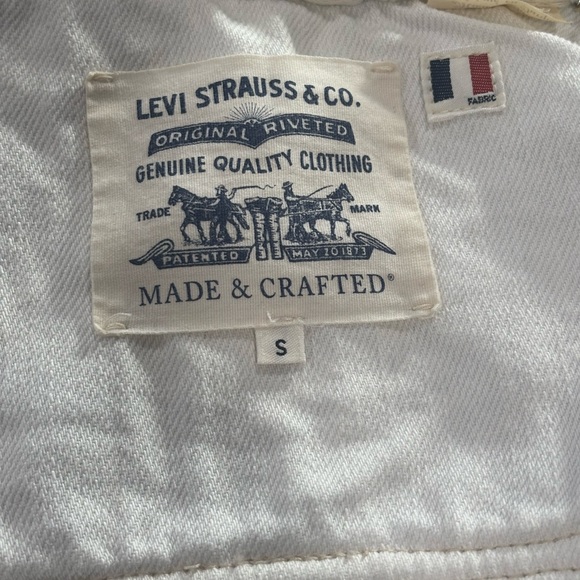 LEVI STRAUSS & CO.
ORIGINAL RIVETED
GENUINE QUALITY CLOTHING
TRADE MARK
PATENTED MAY 20 1873
MADE & CRAFTED®
S
FABRIC